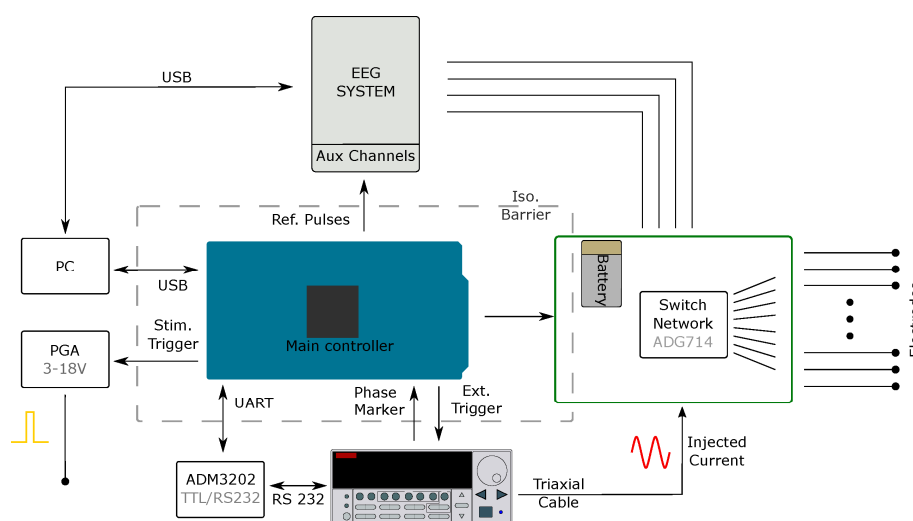 EEG
SYSTEM
Aux Channels
USB
Ref. Pulses
Iso.
Barrier
PC
USB
Battery
Switch
Network
ADG714
Main controller
Stim.
Trigger
PGA
3-18V
UART
Phase
Marker
Ext.
Trigger
ADM3202
TTL/RS232
RS 232
Triaxial
Cable
Injected
Current